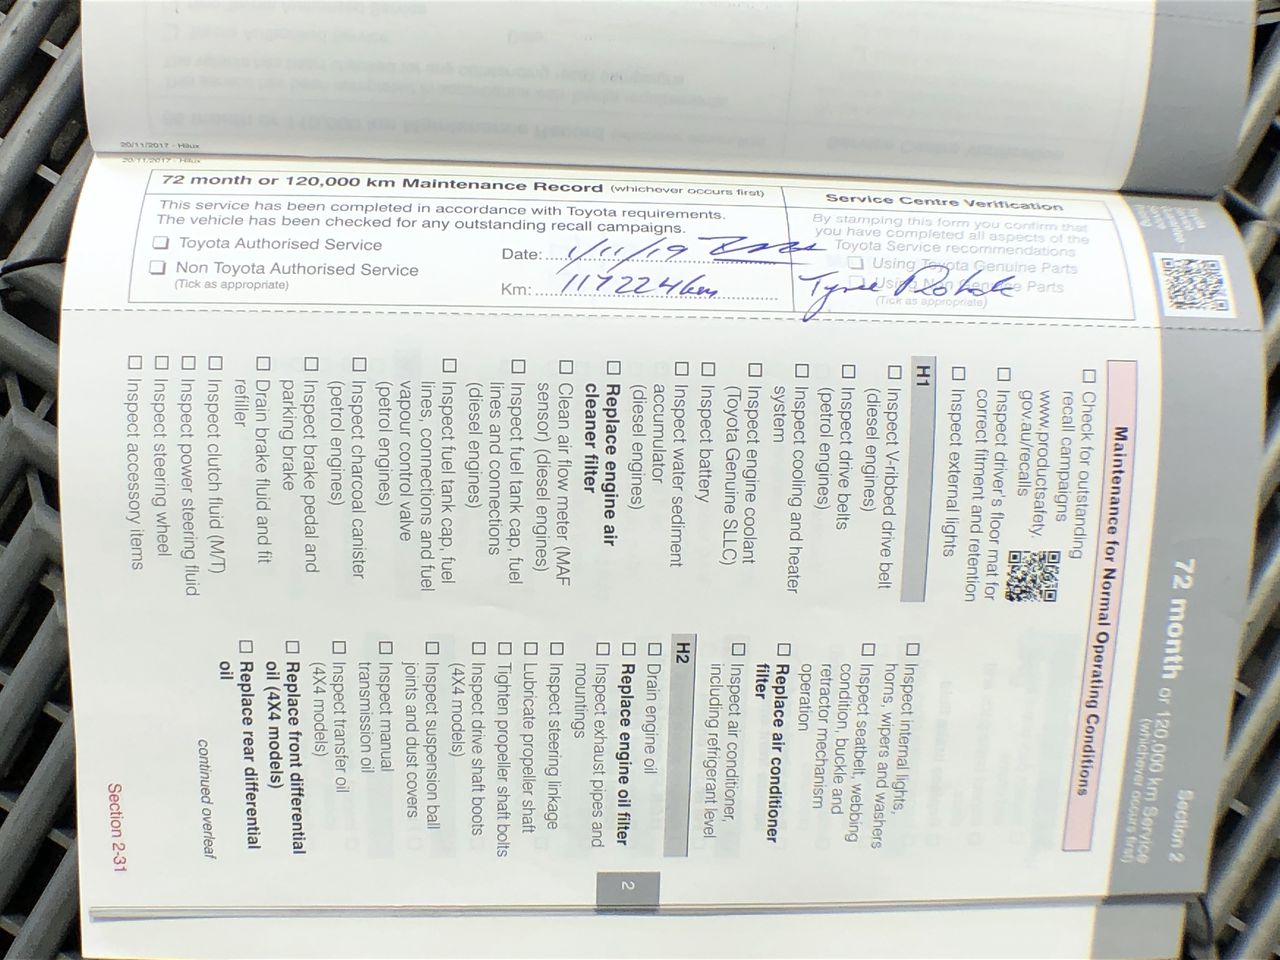 20/11/2017 - Hilux
20/11/2017 - Hilux
72 month or 120,000 km Maintenance Record (whichever occurs first)
This service has been completed in accordance with Toyota requirements.
The vehicle has been checked for any outstanding recall campaigns.
Toyota Authorised Service
Non Toyota Authorised Service
(Tick as appropriate)
Date: 1/11/19
Km: 117224km
Service Centre Verification
By stamping this form you confirm that
you have completed all aspects of the
Toyota Service recommendations
Using Toyota Genuine Parts
Using Non Genuine Parts
(Tick as appropriate)
Section 2
72 month or 120,000 km Service
(whichever occurs first)
Maintenance for Normal Operating Conditions
Check for outstanding
recall campaigns
www.productsafety.
gov.au/recalls
Inspect driver's floor mat for
correct fitment and retention
Inspect external lights
H1
Inspect V-ribbed drive belt
(diesel engines)
Inspect drive belts
(petrol engines)
Inspect cooling and heater
system
Inspect engine coolant
(Toyota Genuine SLLC)
Inspect battery
Inspect water sediment
accumulator
(diesel engines)
Replace engine air
cleaner filter
Clean air flow meter (MAF
sensor) (diesel engines)
Inspect fuel tank cap, fuel
lines and connections
(diesel engines)
Inspect fuel tank cap, fuel
lines, connections and fuel
vapour control valve
(petrol engines)
Inspect charcoal canister
(petrol engines)
Inspect brake pedal and
parking brake
Drain brake fluid and fit
refiller
Inspect clutch fluid (M/T)
Inspect power steering fluid
Inspect steering wheel
Inspect accessory items
Inspect internal lights,
horns, wipers and washers
Inspect seatbelt, webbing
condition, buckle and
retractor mechanism
operation
Replace air conditioner
filter
Inspect air conditioner,
including refrigerant level
H2
Drain engine oil
Replace engine oil filter
Inspect exhaust pipes and
mountings
Inspect steering linkage
Lubricate propeller shaft
Tighten propeller shaft bolts
Inspect drive shaft boots
(4X4 models)
Inspect suspension ball
joints and dust covers
Inspect manual
transmission oil
Inspect transfer oil
(4X4 models)
Replace front differential
oil (4X4 models)
Replace rear differential
oil
continued overleaf
2
Section 2-31